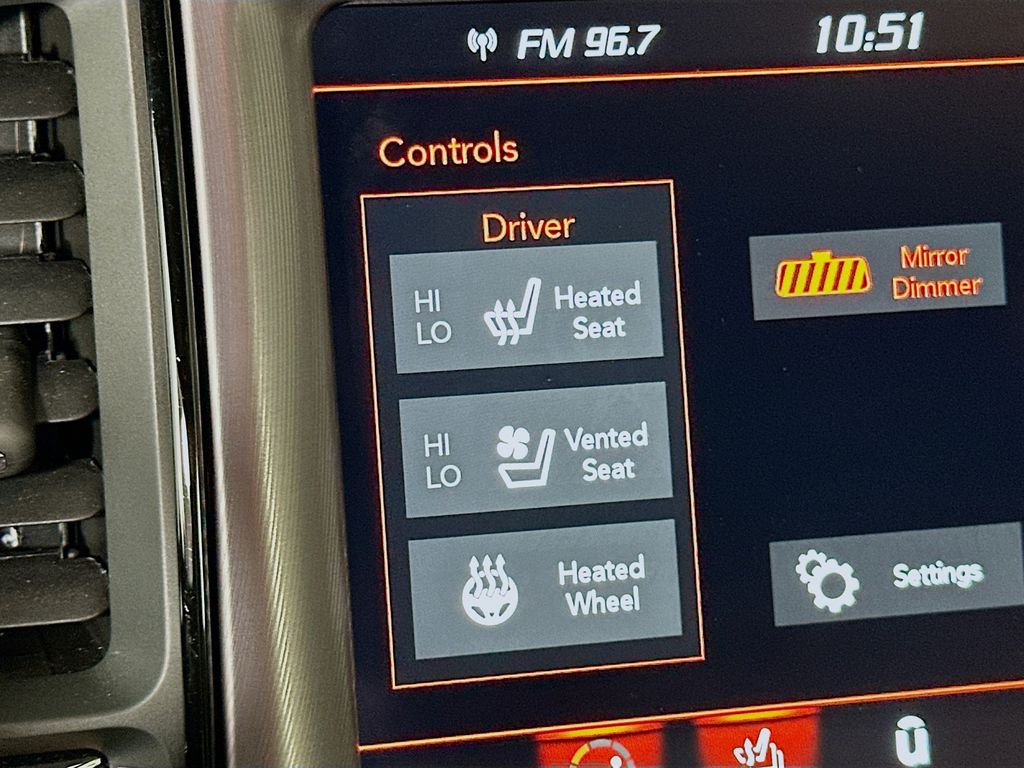 FM 96.7
10:51
Controls
Driver
HI
LO
Heated
Seat
Mirror
Dimmer
HI
LO
Vented
Seat
Heated
Wheel
Settings